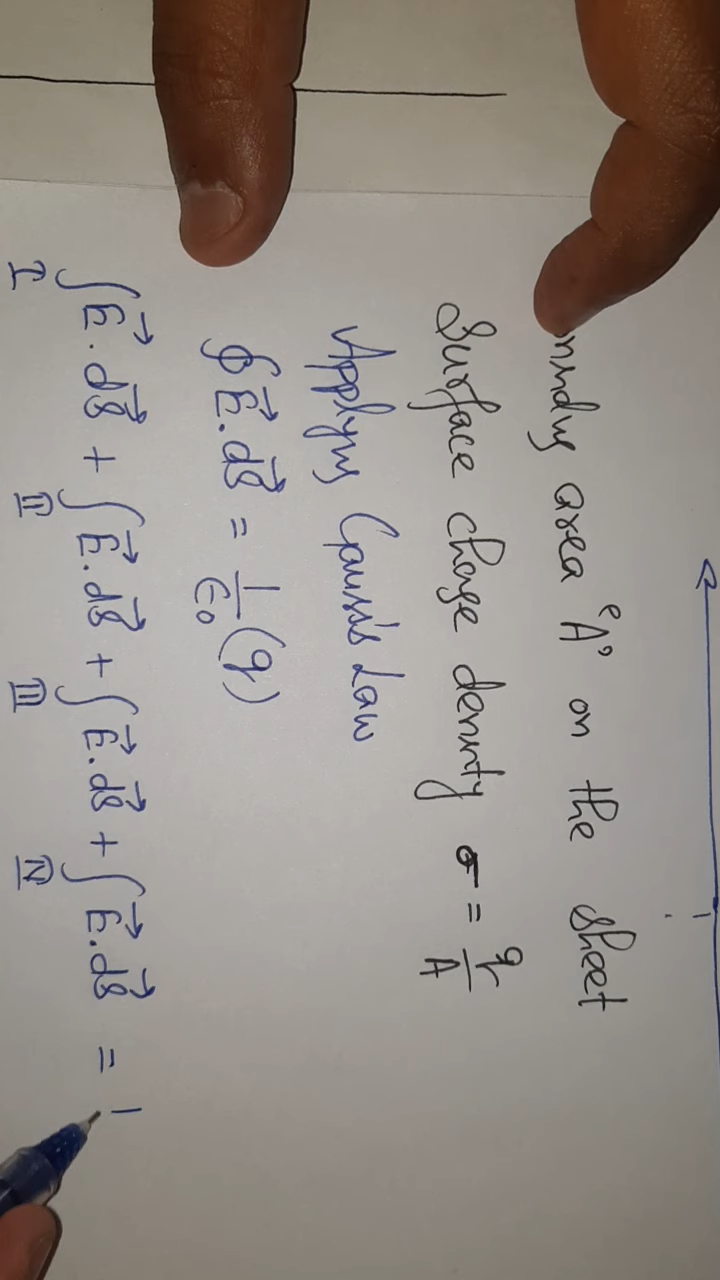 area "A" on the sheet
Surface charge density σ = q/A
Applying Gauss's Law
∮ E⃗.ds⃗ = 1/ε₀ (q)
∫ E⃗.ds⃗ + ∫ E⃗.ds⃗ + ∫ E⃗.ds⃗ + ∫ E⃗.ds⃗ = 1
I II III IV